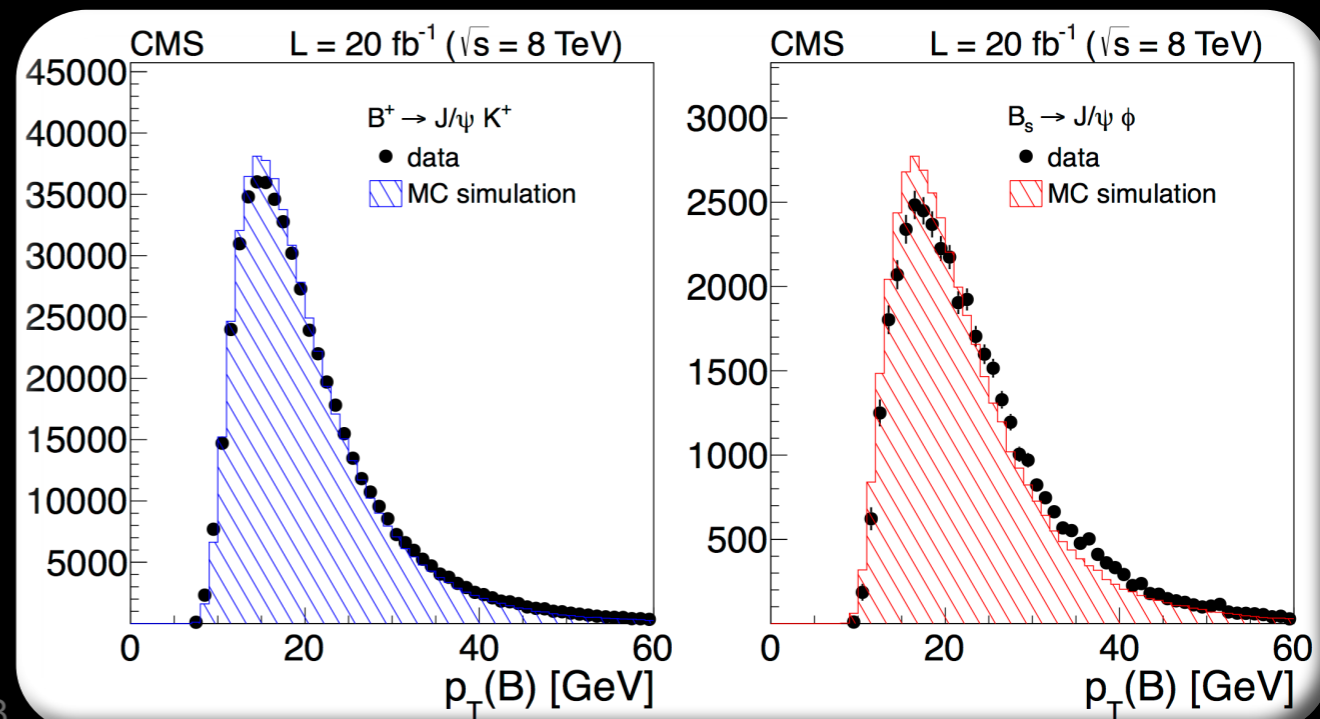 CMS L = 20 fb⁻¹ (√s = 8 TeV)
45000
40000
35000
30000
25000
20000
15000
10000
5000
B⁺ → J/ψ K⁺
data
MC simulation
0 20 40 60
p_T(B) [GeV]
CMS L = 20 fb⁻¹ (√s = 8 TeV)
3000
2500
2000
1500
1000
500
B_s → J/ψ ϕ
data
MC simulation
0 20 40 60
p_T(B) [GeV]